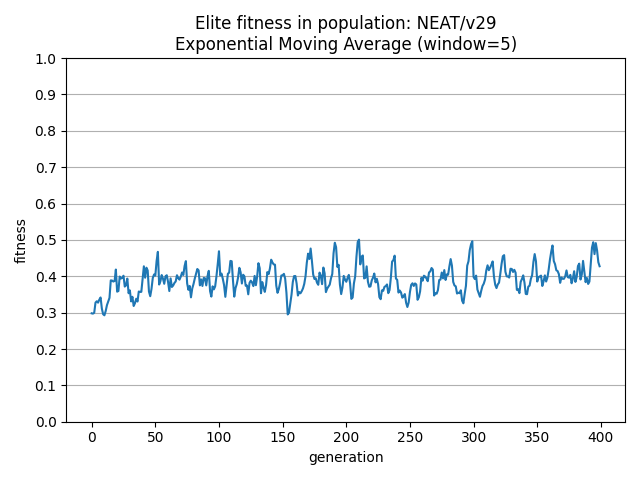 Elite fitness in population: NEAT/v29
Exponential Moving Average (window=5)
1.0
0.9
0.8
0.7
0.6
0.5
0.4
0.3
0.2
0.1
0.0
fitness
0 50 100 150 200 250 300 350 400
generation